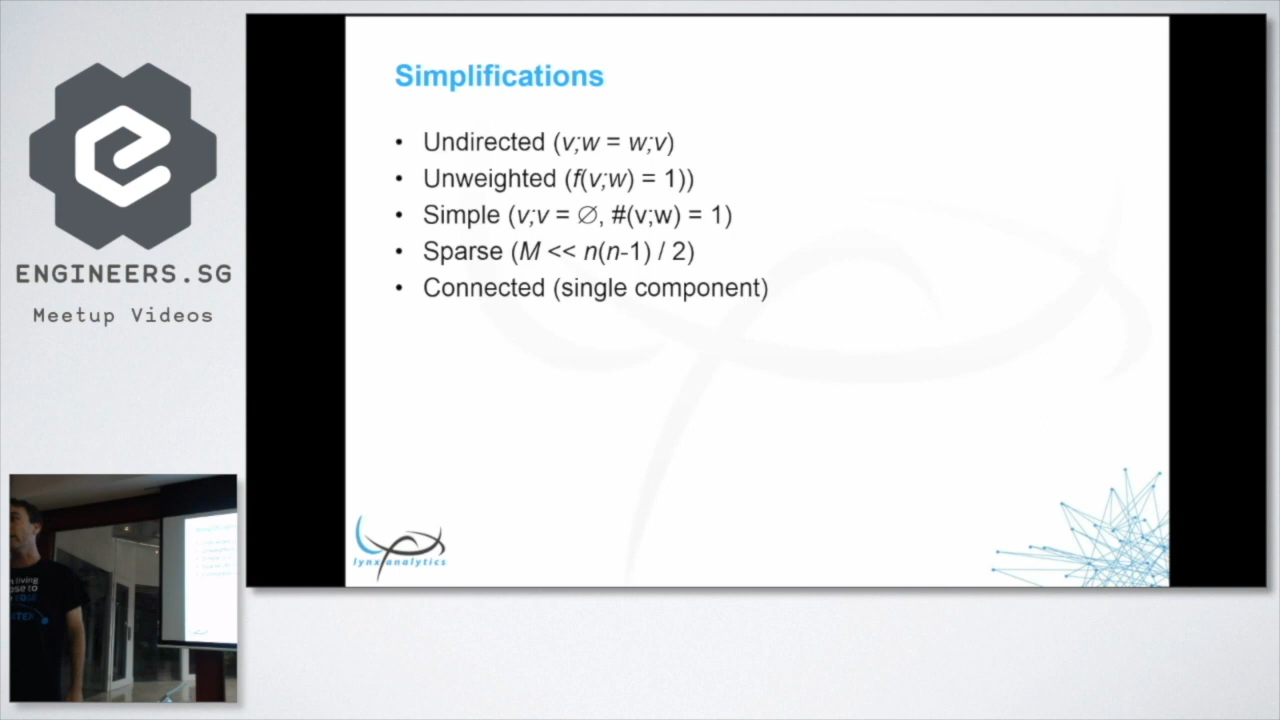 ENGINEERS.SG
Meetup Videos
Simplifications
• Undirected (v;w = w;v)
• Unweighted (f(v;w) = 1))
• Simple (v;v = ∅, #(v;w) = 1)
• Sparse (M << n(n-1) / 2)
• Connected (single component)
lynx analytics